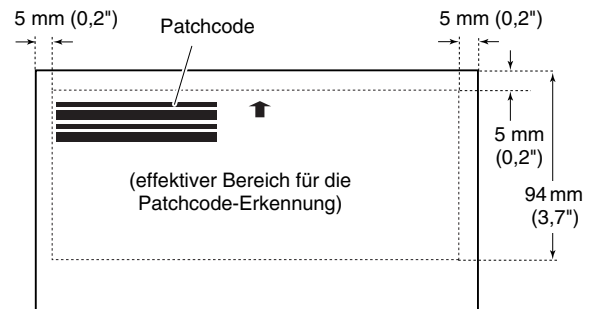 5 mm (0,2")
Patchcode
5 mm (0,2")
5 mm
(0,2")
(effektiver Bereich für die
Patchcode-Erkennung)
94 mm
(3,7")